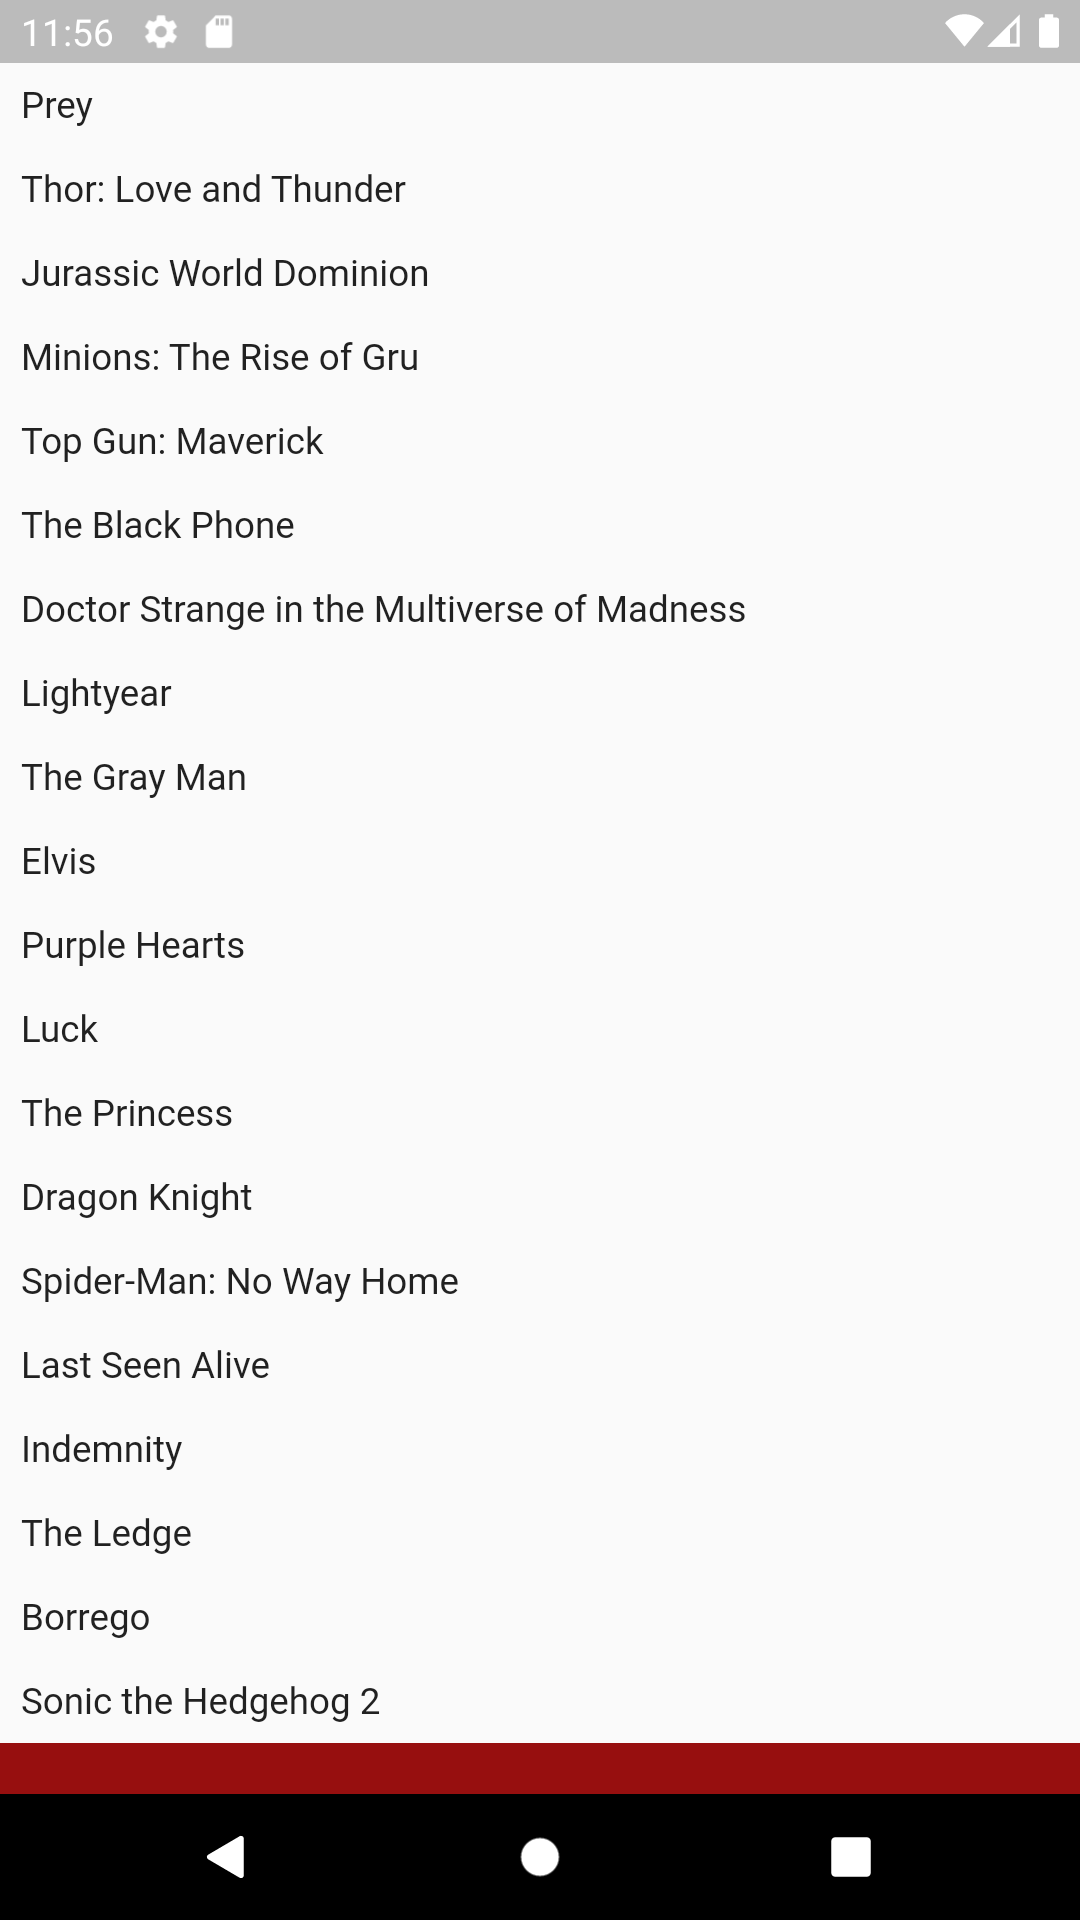 11:56
Prey
Thor: Love and Thunder
Jurassic World Dominion
Minions: The Rise of Gru
Top Gun: Maverick
The Black Phone
Doctor Strange in the Multiverse of Madness
Lightyear
The Gray Man
Elvis
Purple Hearts
Luck
The Princess
Dragon Knight
Spider-Man: No Way Home
Last Seen Alive
Indemnity
The Ledge
Borrego
Sonic the Hedgehog 2